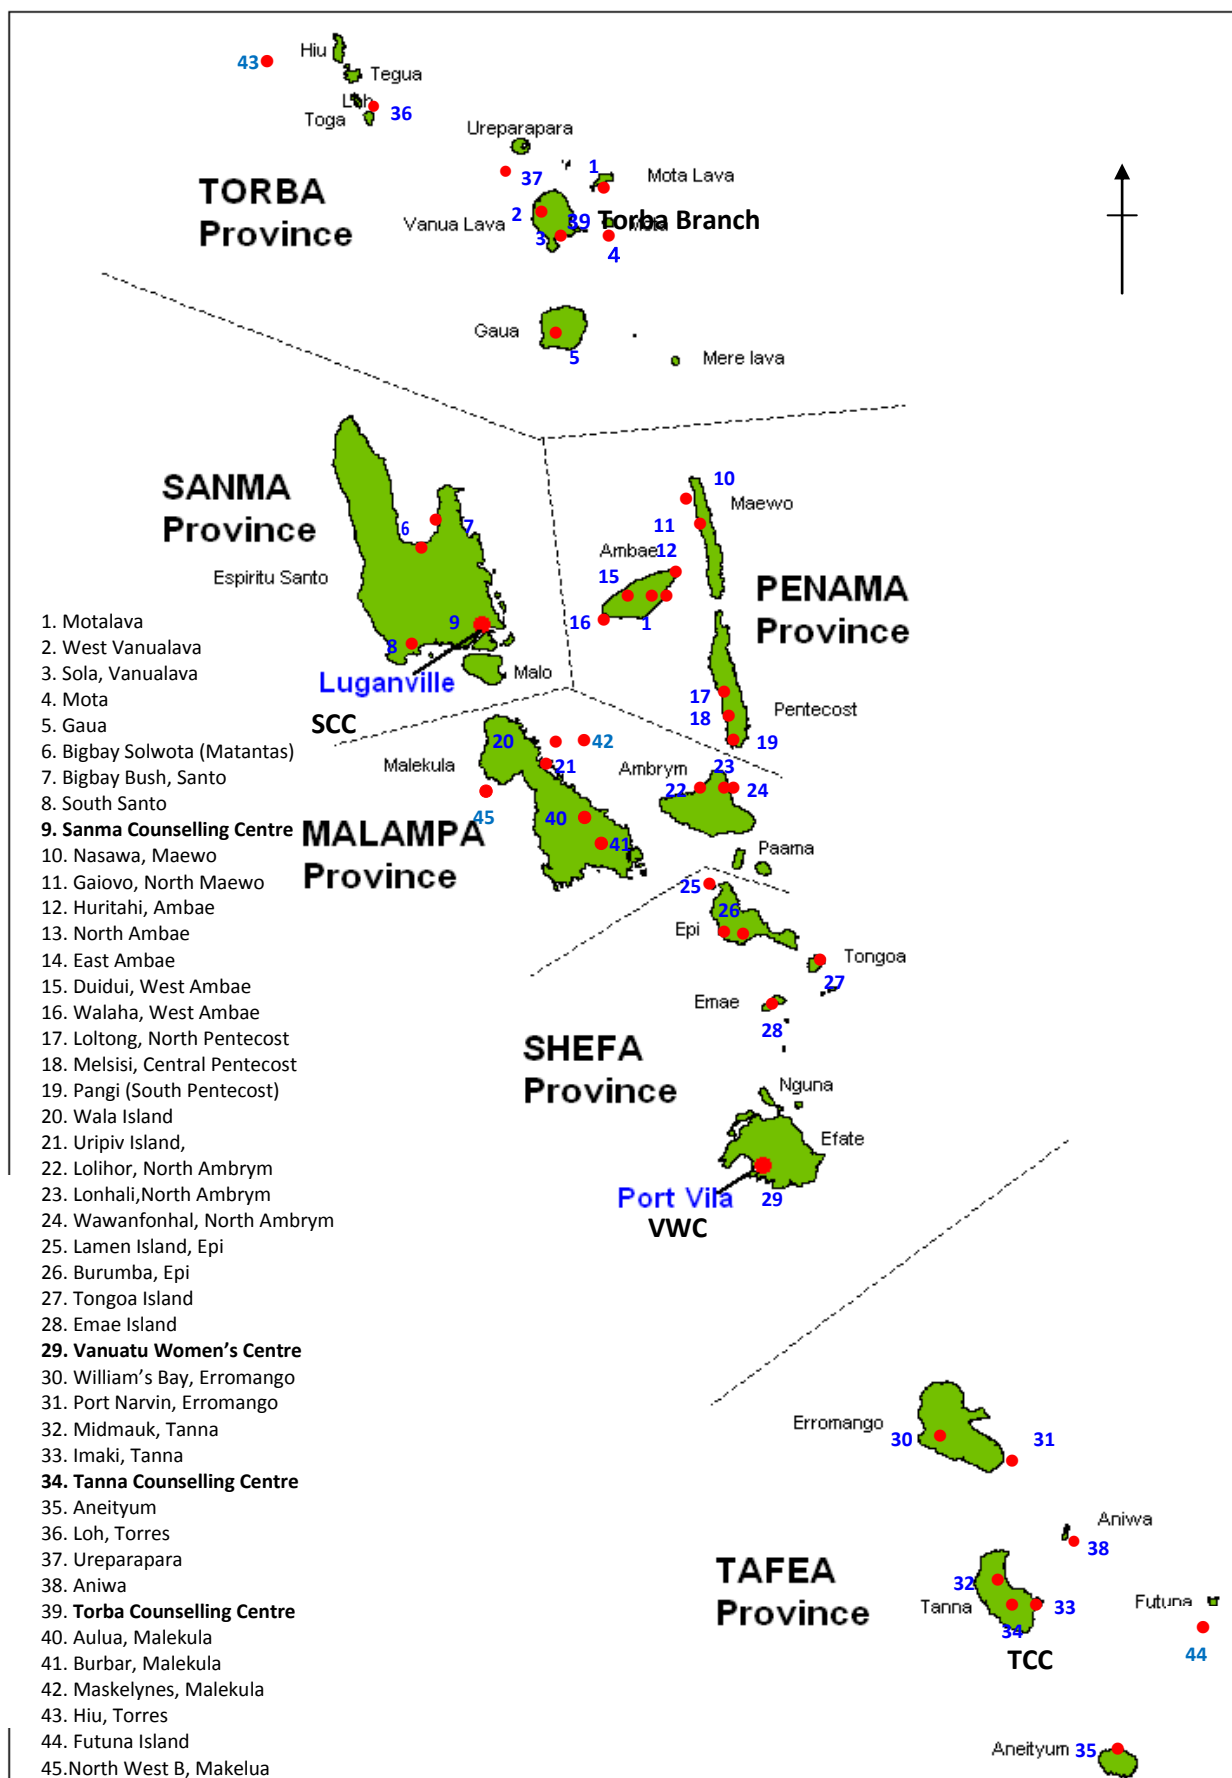 Hiu
43
Tegua
Loh
Toga
36
Ureparapara
37
1
Mota Lava
TORBA
Province
2
Vanua Lava
39 Torba Branch
Mota
3
4
Gaua
5
Mere lava
SANMA
Province
10
Maewo
6
7
11
Ambae
12
Espiritu Santo
15
PENAMA
Province
16
1
9
8
Malo
Luganville
SCC
17
18
Pentecost
19
20
42
Malekula
21
Ambrym
23
22
24
45
40
MALAMPA
Province
41
Paama
25
26
Epi
Tongoa
27
Emae
28
SHEFA
Province
Nguna
Efate
Port Vila
29
VWC
Erromango
30
31
Aniwa
38
TAFEA
Province
32
Tanna
33
34
TCC
Futuna
44
Aneityum
35
1. Motalava
2. West Vanualava
3. Sola, Vanualava
4. Mota
5. Gaua
6. Bigbay Solwota (Matantas)
7. Bigbay Bush, Santo
8. South Santo
9. Sanma Counselling Centre
10. Nasawa, Maewo
11. Gaiovo, North Maewo
12. Huritahi, Ambae
13. North Ambae
14. East Ambae
15. Duidui, West Ambae
16. Walaha, West Ambae
17. Loltong, North Pentecost
18. Melsisi, Central Pentecost
19. Pangi (South Pentecost)
20. Wala Island
21. Uripiv Island,
22. Lolihor, North Ambrym
23. Lonhali,North Ambrym
24. Wawanfonhal, North Ambrym
25. Lamen Island, Epi
26. Burumba, Epi
27. Tongoa Island
28. Emae Island
29. Vanuatu Women’s Centre
30. William’s Bay, Erromango
31. Port Narvin, Erromango
32. Midmauk, Tanna
33. Imaki, Tanna
34. Tanna Counselling Centre
35. Aneityum
36. Loh, Torres
37. Ureparapara
38. Aniwa
39. Torba Counselling Centre
40. Aulua, Malekula
41. Burbar, Malekula
42. Maskelynes, Malekula
43. Hiu, Torres
44. Futuna Island
45.North West B, Makelua